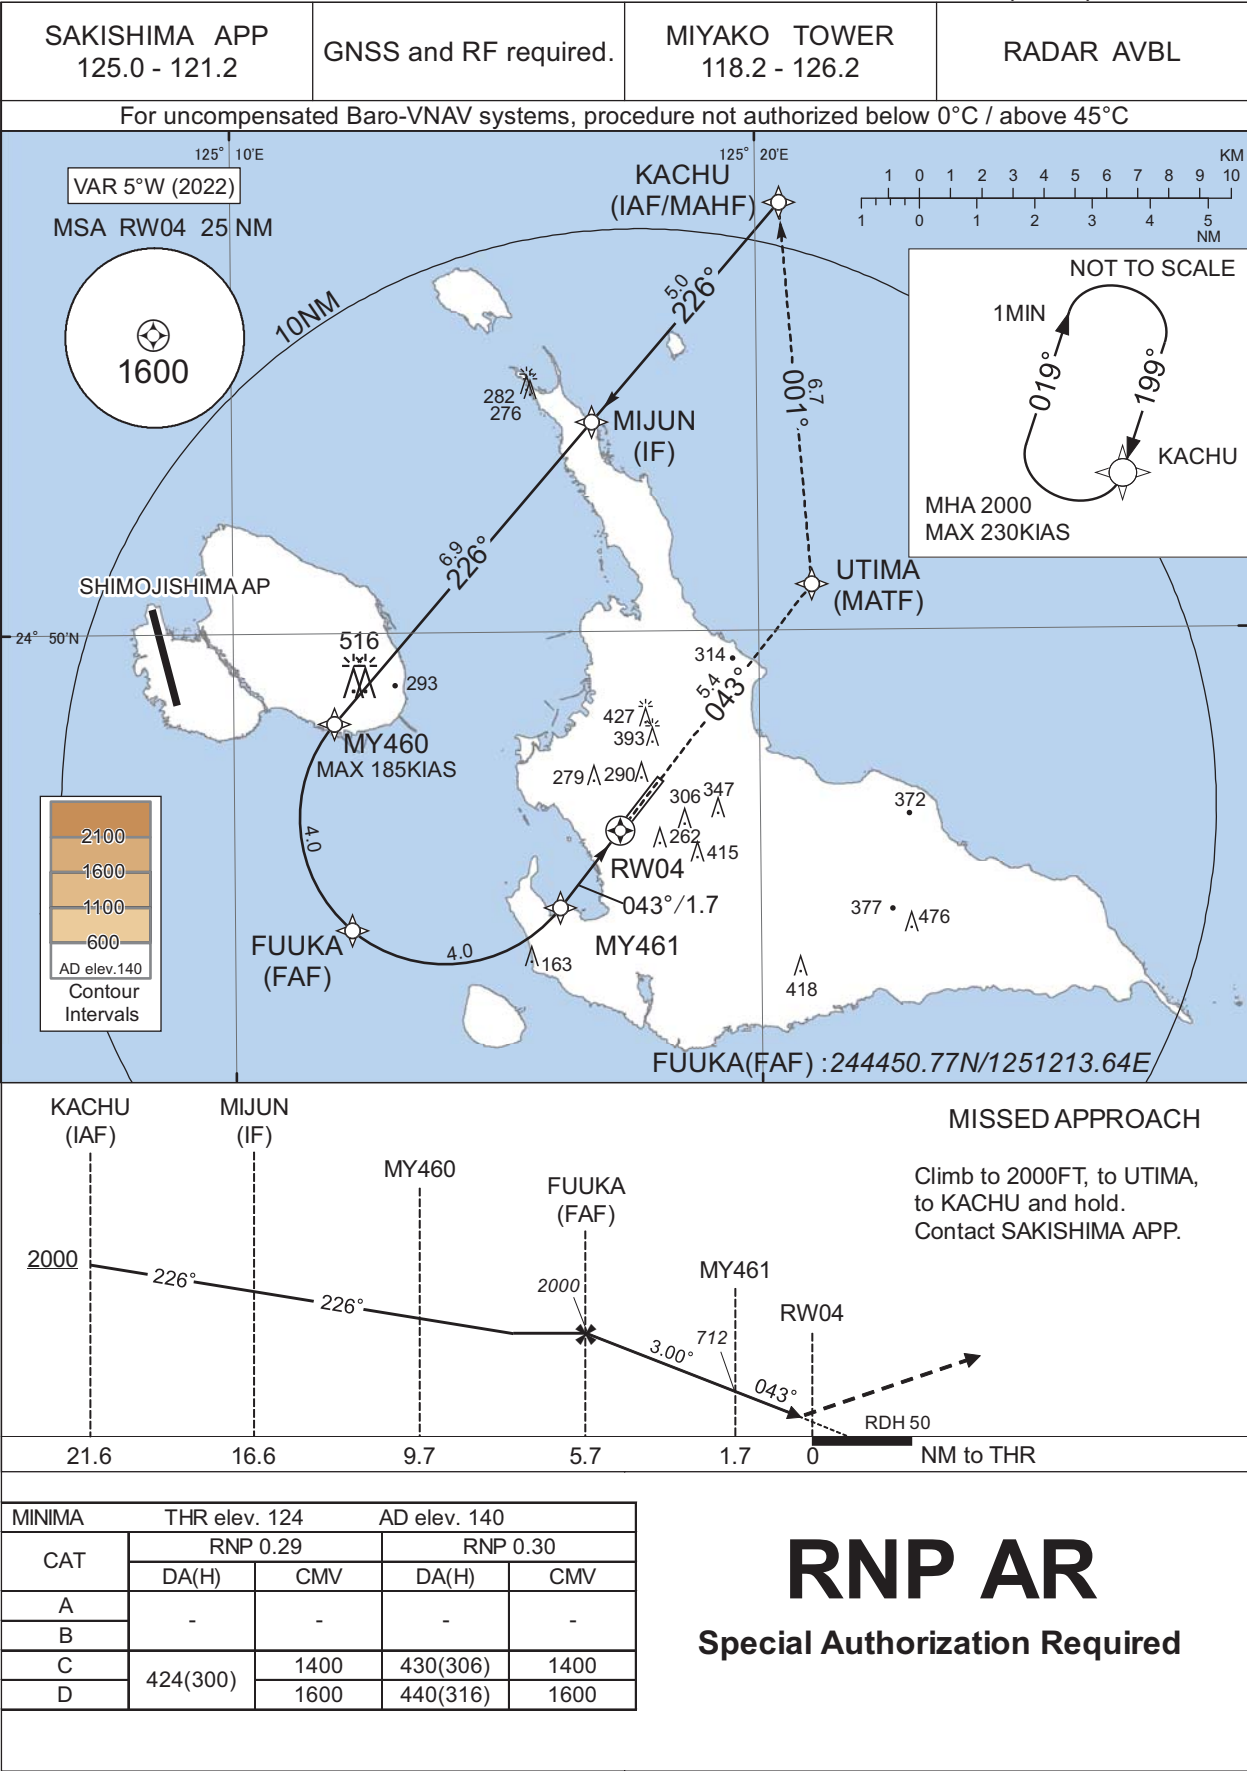 SAKISHIMA APP
125.0 - 121.2
GNSS and RF required.
MIYAKO TOWER
118.2 - 126.2
RADAR AVBL
For uncompensated Baro-VNAV systems, procedure not authorized below 0°C / above 45°C
125° 10'E
125° 20'E
VAR 5°W (2022)
MSA RW04 25 NM
1600
10NM
KACHU
(IAF/MAHF)
KM
1 0 1 2 3 4 5 6 7 8 9 10
1 0 1 2 3 4 5
NM
NOT TO SCALE
1MIN
019°
199°
KACHU
MHA 2000
MAX 230KIAS
5.0
226°
6.7
001°
282
276
MIJUN
(IF)
6.9
226°
UTIMA
(MATF)
SHIMOJISHIMA AP
24° 50'N
516
293
314
5.4
043°
427
393
MY460
MAX 185KIAS
279
290
306
347
372
262
415
RW04
4.0
043°/1.7
377
476
MY461
FUUKA
(FAF)
4.0
163
418
2100
1600
1100
600
AD elev.140
Contour
Intervals
FUUKA(FAF) :244450.77N/1251213.64E
KACHU
(IAF)
MIJUN
(IF)
MY460
FUUKA
(FAF)
MY461
RW04
MISSED APPROACH
Climb to 2000FT, to UTIMA,
to KACHU and hold.
Contact SAKISHIMA APP.
2000
226°
226°
2000
3.00°
712
043°
RDH 50
21.6
16.6
9.7
5.7
1.7
0
NM to THR
MINIMA THR elev. 124 AD elev. 140
CAT RNP 0.29 RNP 0.30
DA(H) CMV DA(H) CMV
A - - - -
B
C 424(300) 1400 430(306) 1400
D 1600 440(316) 1600
RNP AR
Special Authorization Required